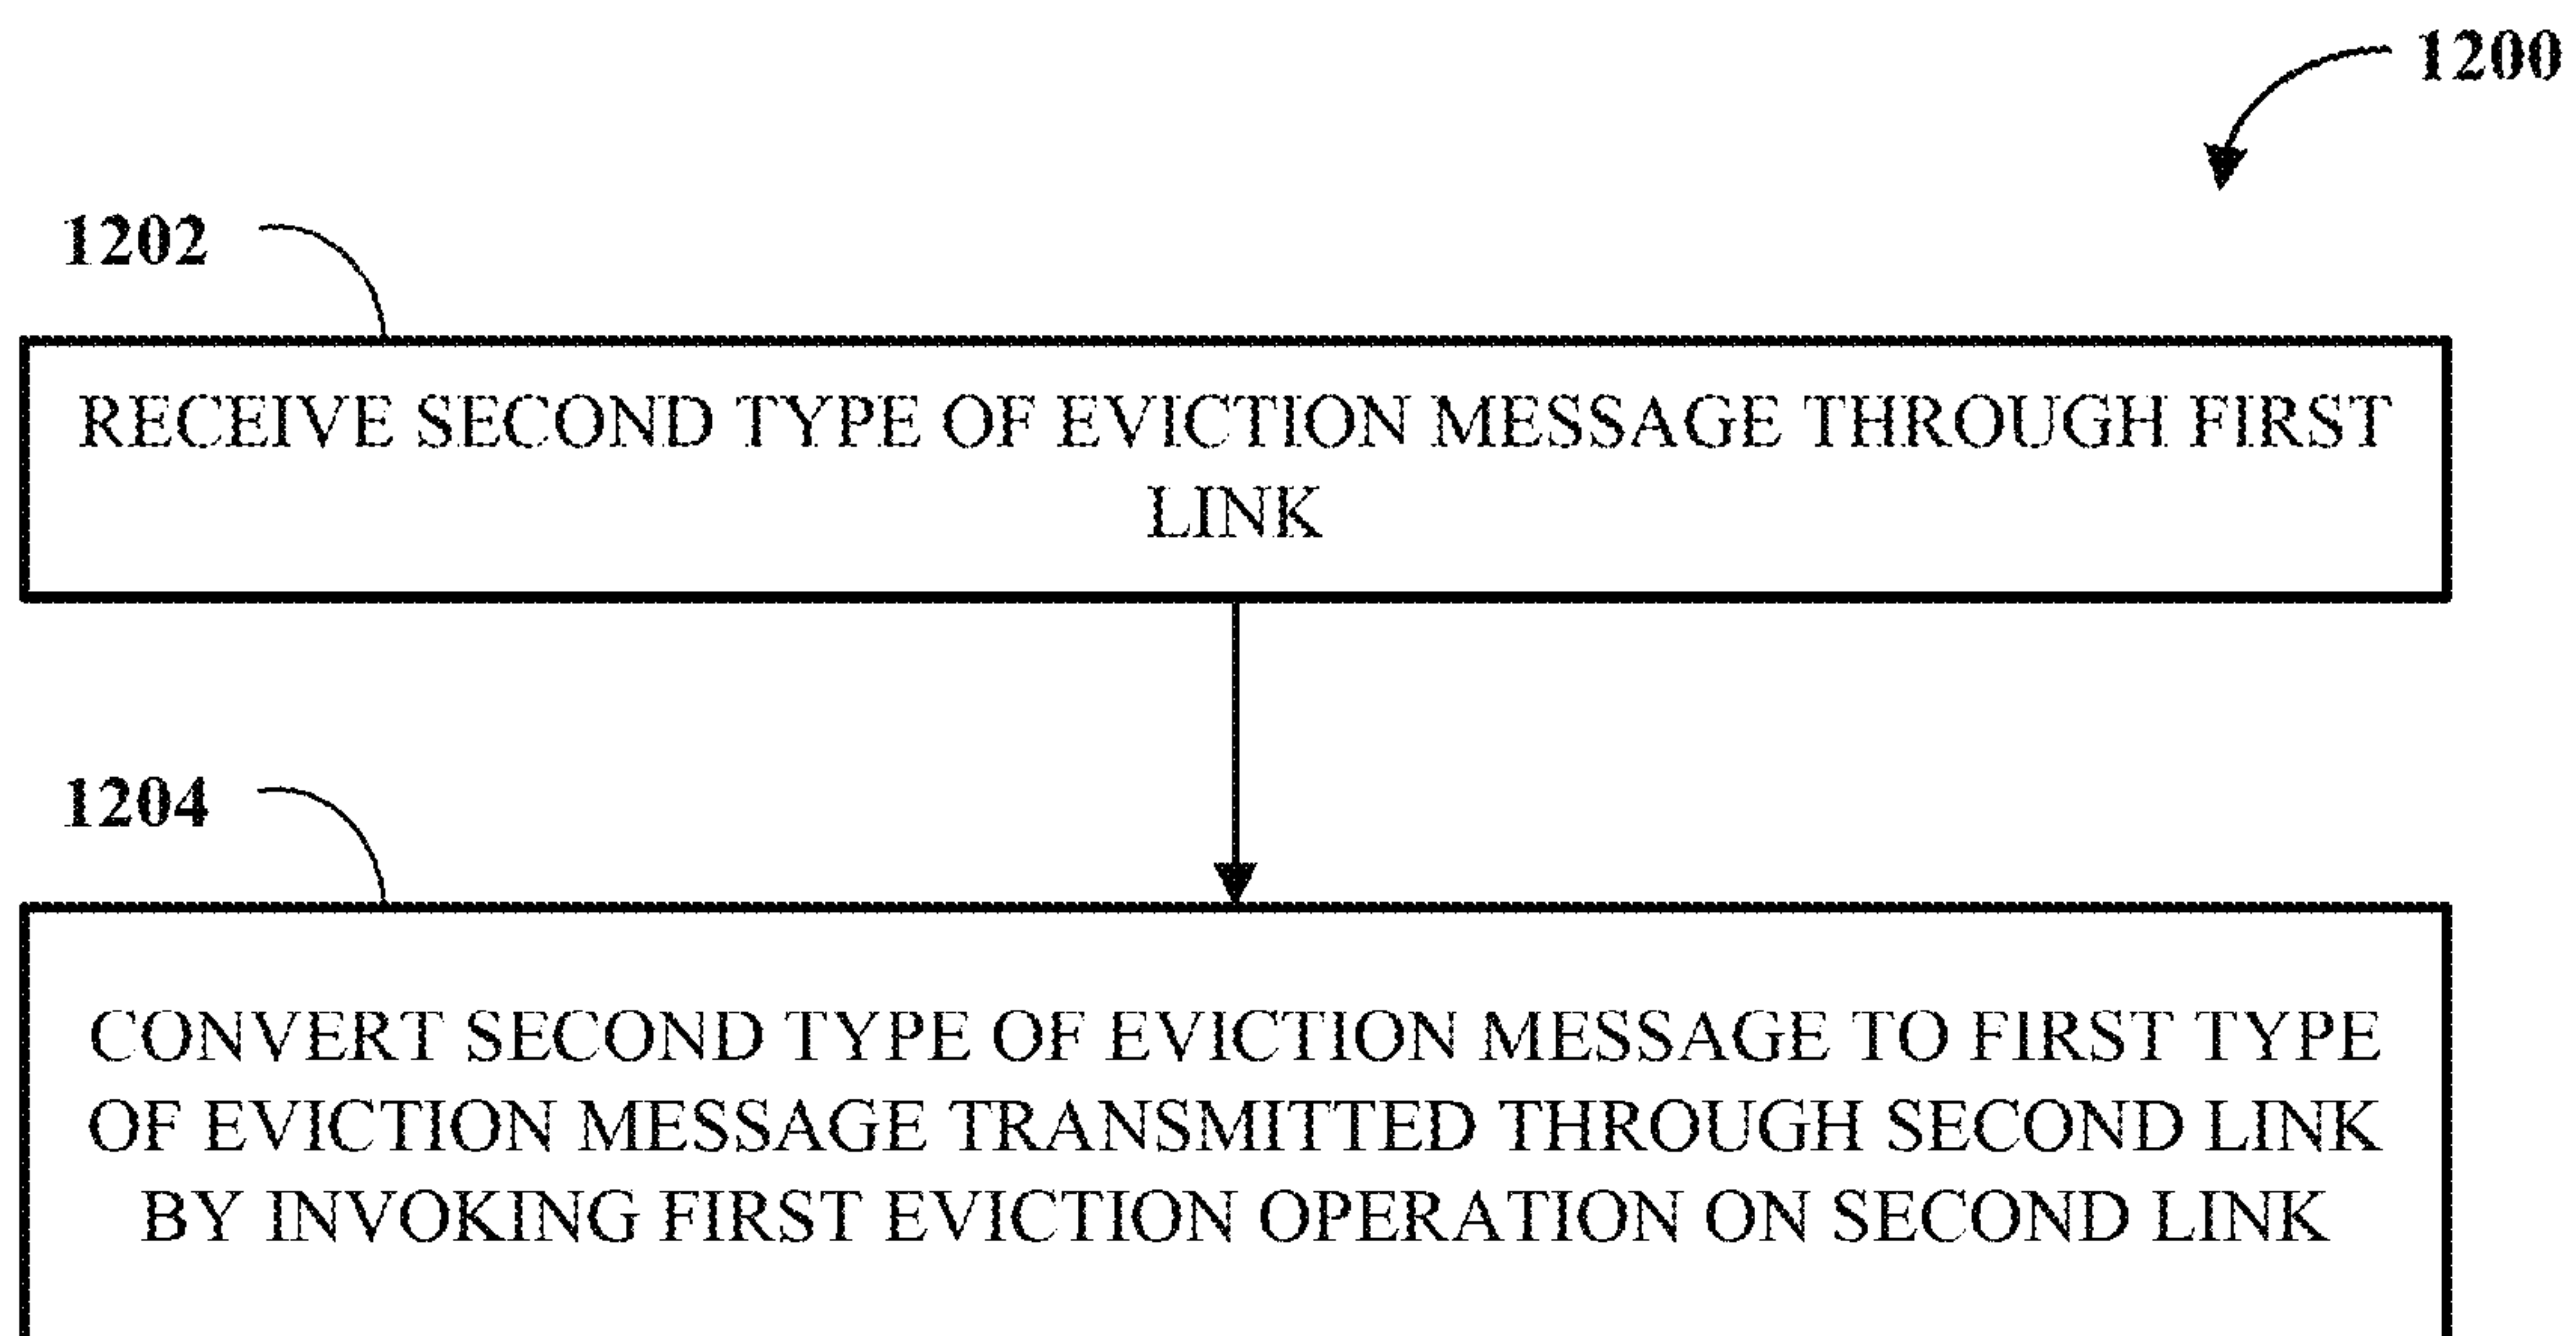 1200
1202
RECEIVE SECOND TYPE OF EVICTION MESSAGE THROUGH FIRST
LINK
1204
CONVERT SECOND TYPE OF EVICTION MESSAGE TO FIRST TYPE
OF EVICTION MESSAGE TRANSMITTED THROUGH SECOND LINK
BY INVOKING FIRST EVICTION OPERATION ON SECOND LINK